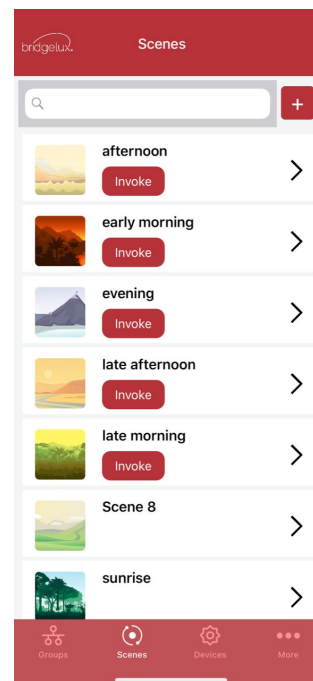 bridgelux.
Scenes
+
afternoon
Invoke
early morning
Invoke
evening
Invoke
late afternoon
Invoke
late morning
Invoke
Scene 8
sunrise
Groups
Scenes
Devices
More